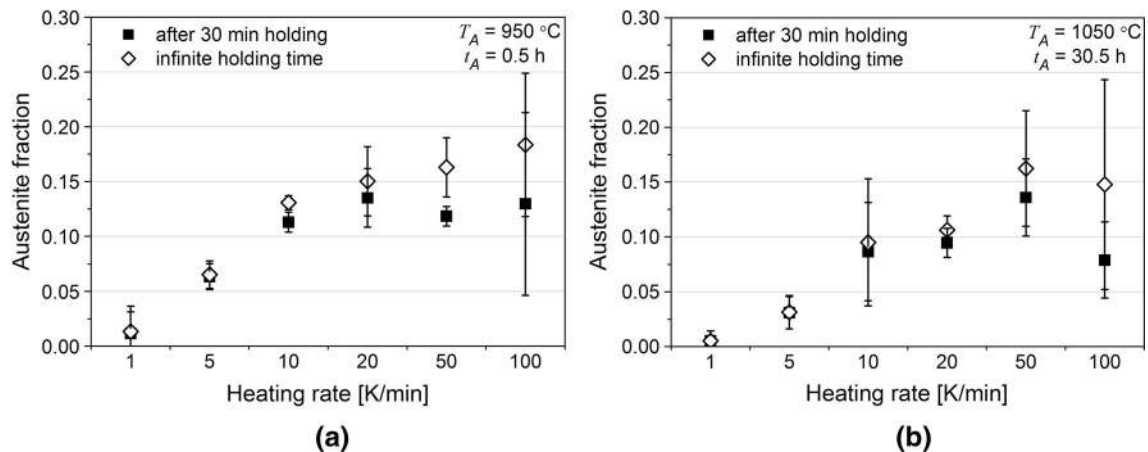 0.30
0.25
0.20
0.15
0.10
0.05
0.00
Austenite fraction
after 30 min holding
infinite holding time
T_A = 950 °C
t_A = 0.5 h
1 5 10 20 50 100
Heating rate [K/min]
(a)
0.30
0.25
0.20
0.15
0.10
0.05
0.00
Austenite fraction
after 30 min holding
infinite holding time
T_A = 1050 °C
t_A = 30.5 h
1 5 10 20 50 100
Heating rate [K/min]
(b)